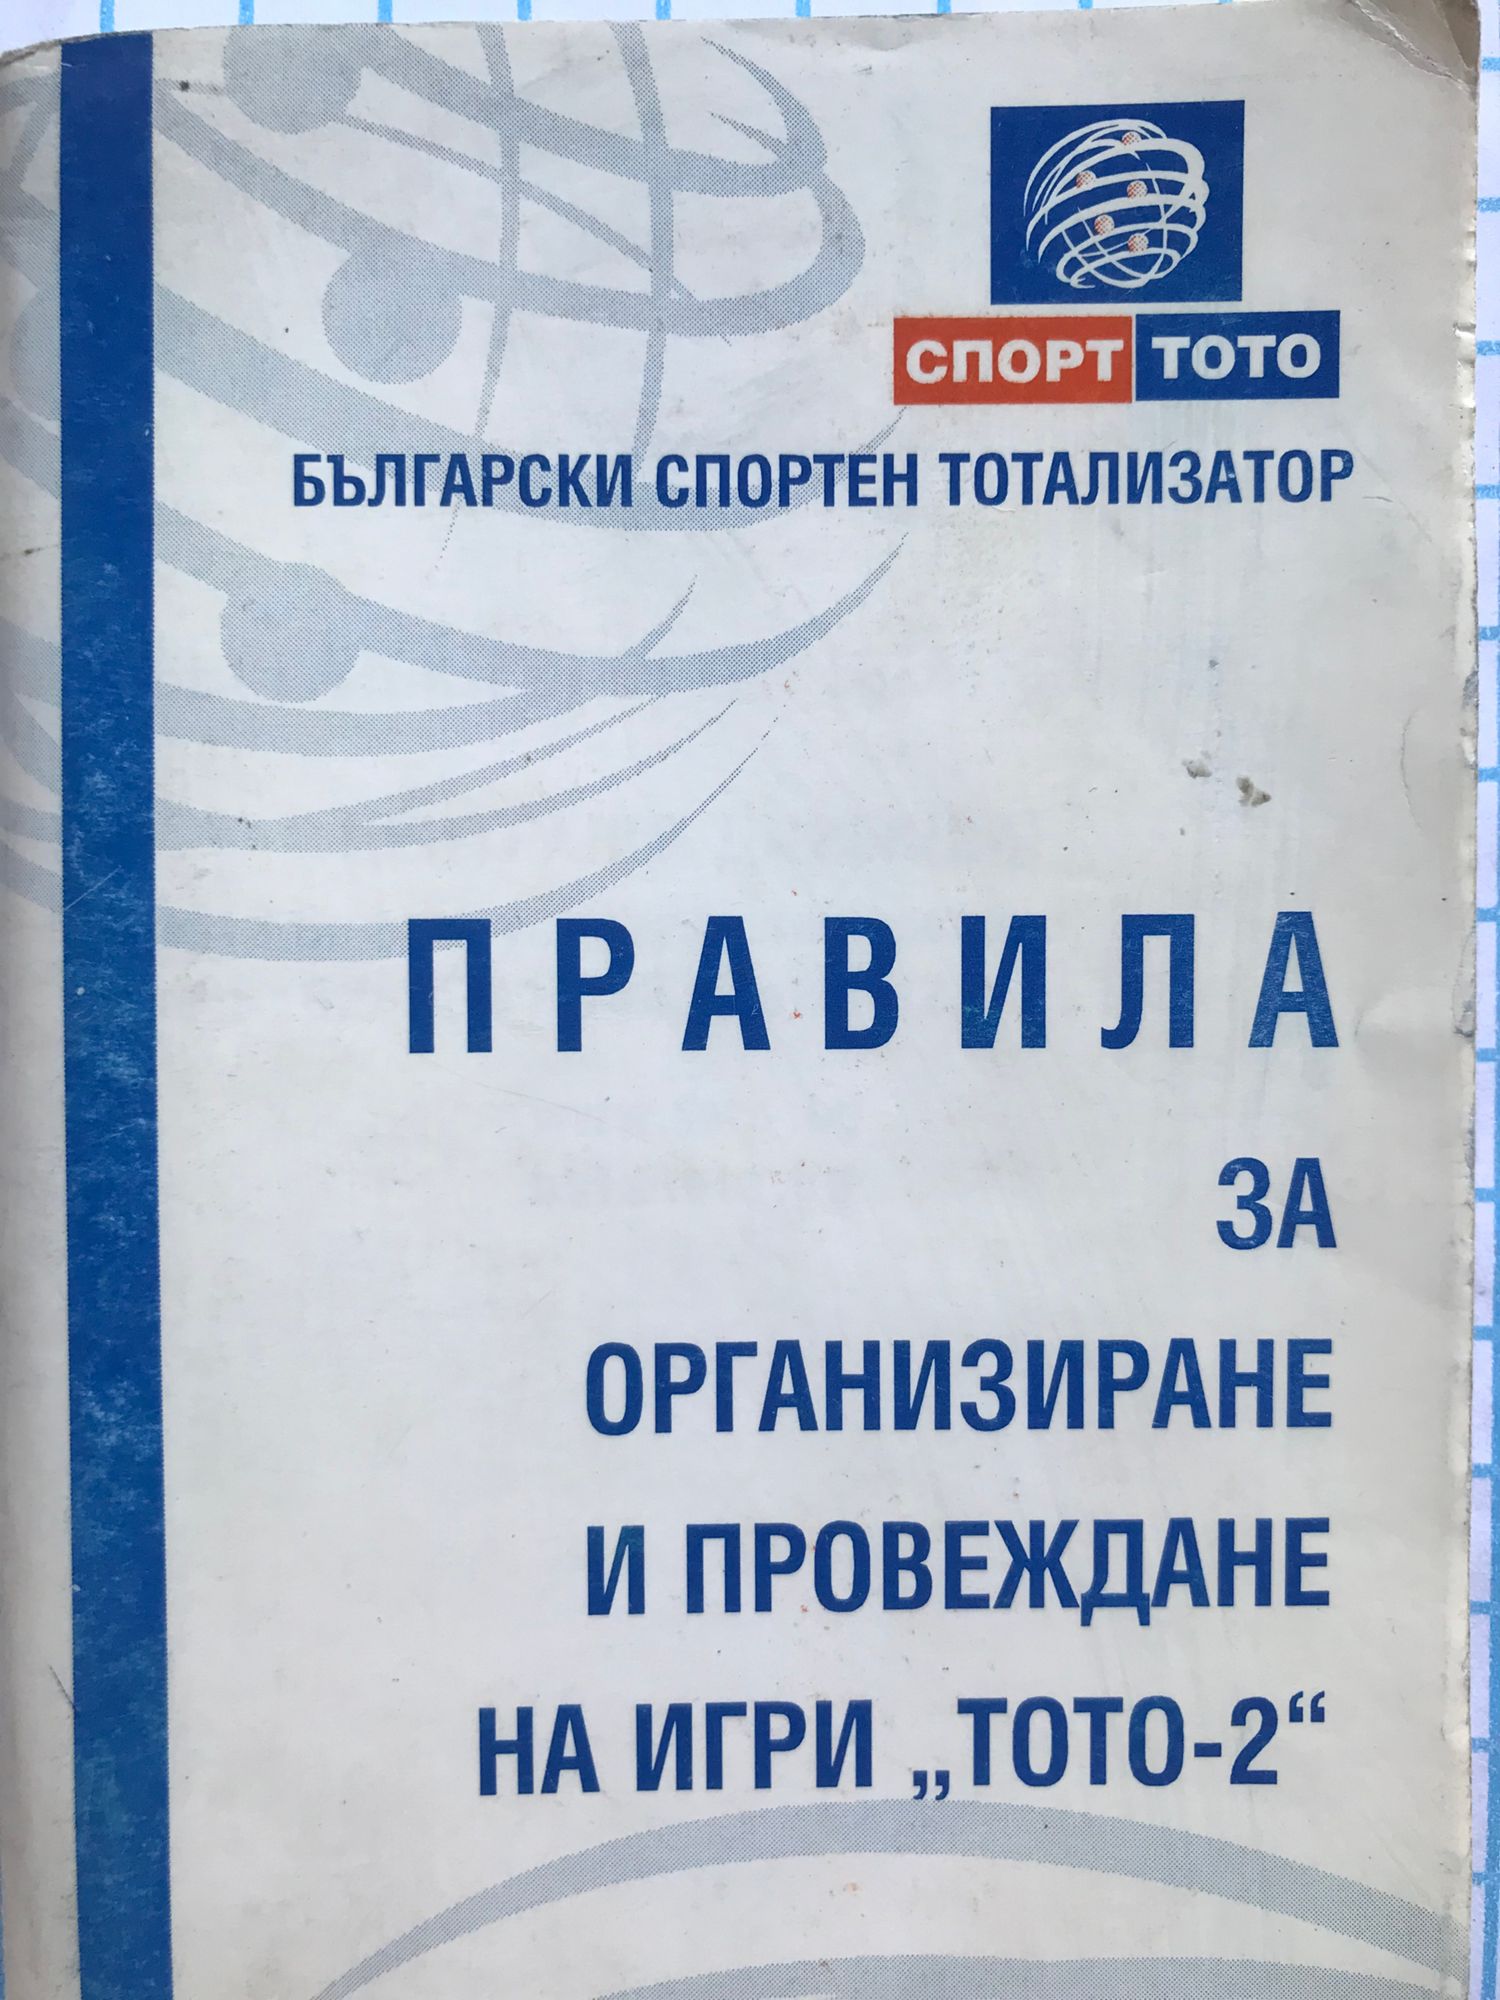 СПОРТ ТОТО
БЪЛГАРСКИ СПОРТЕН ТОТАЛИЗАТОР
ПРАВИЛА
ЗА
ОРГАНИЗИРАНЕ
И ПРОВЕЖДАНЕ
НА ИГРИ „ТОТО-2“